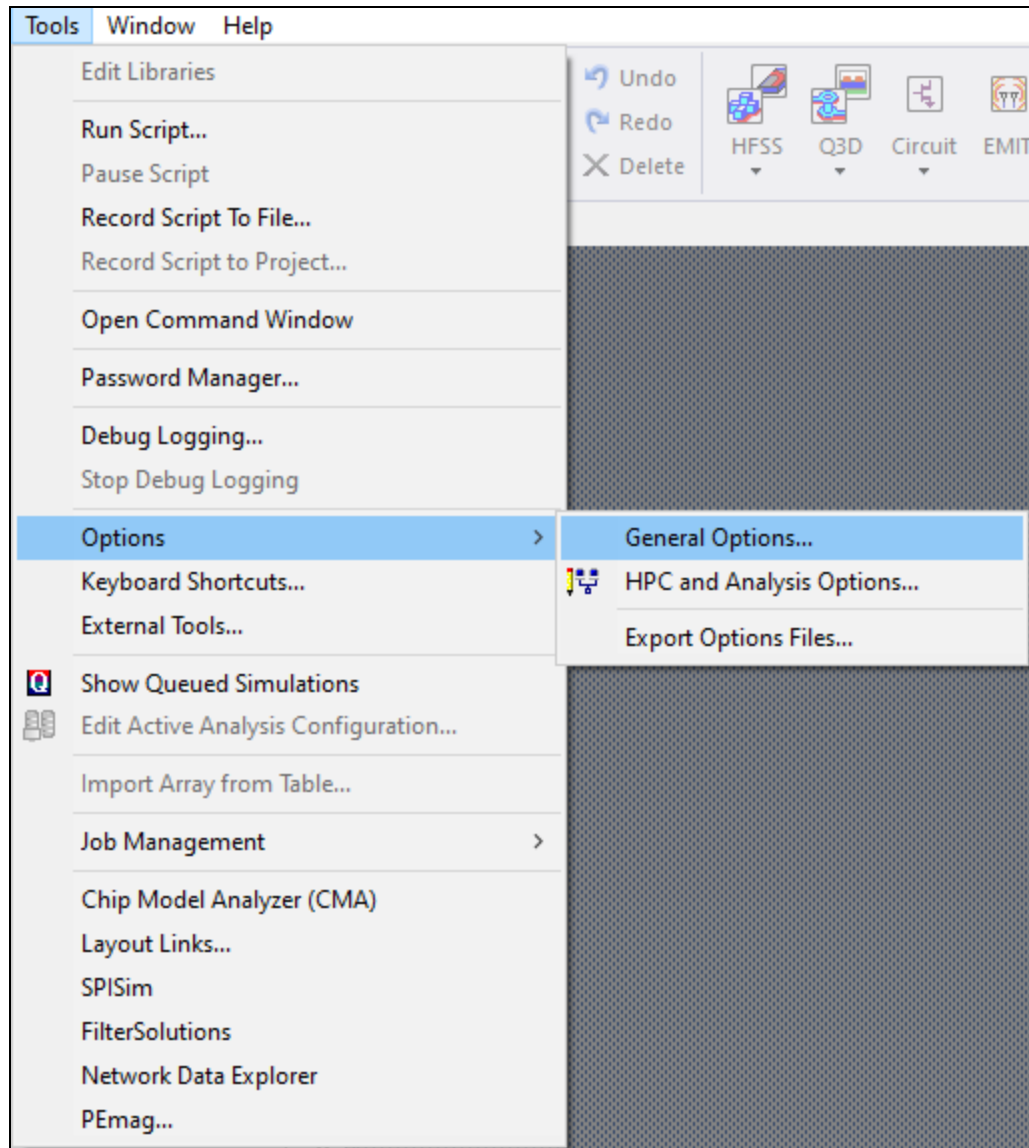 Tools Window Help
Edit Libraries
Run Script...
Pause Script
Record Script To File...
Record Script to Project...
Open Command Window
Password Manager...
Debug Logging...
Stop Debug Logging
Options
Keyboard Shortcuts...
External Tools...
Show Queued Simulations
Edit Active Analysis Configuration...
Import Array from Table...
Job Management
Chip Model Analyzer (CMA)
Layout Links...
SPISim
FilterSolutions
Network Data Explorer
PEmag...
Undo
Redo
Delete
HFSS Q3D Circuit EMIT
General Options...
HPC and Analysis Options...
Export Options Files...